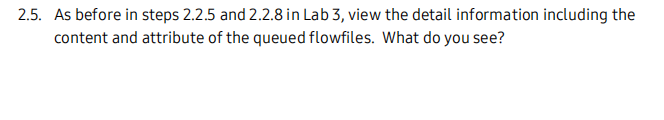 2.5. As before in steps 2.2.5 and 2.2.8 in Lab 3, view the detail information including the
content and attribute of the queued flowfiles. What do you see?